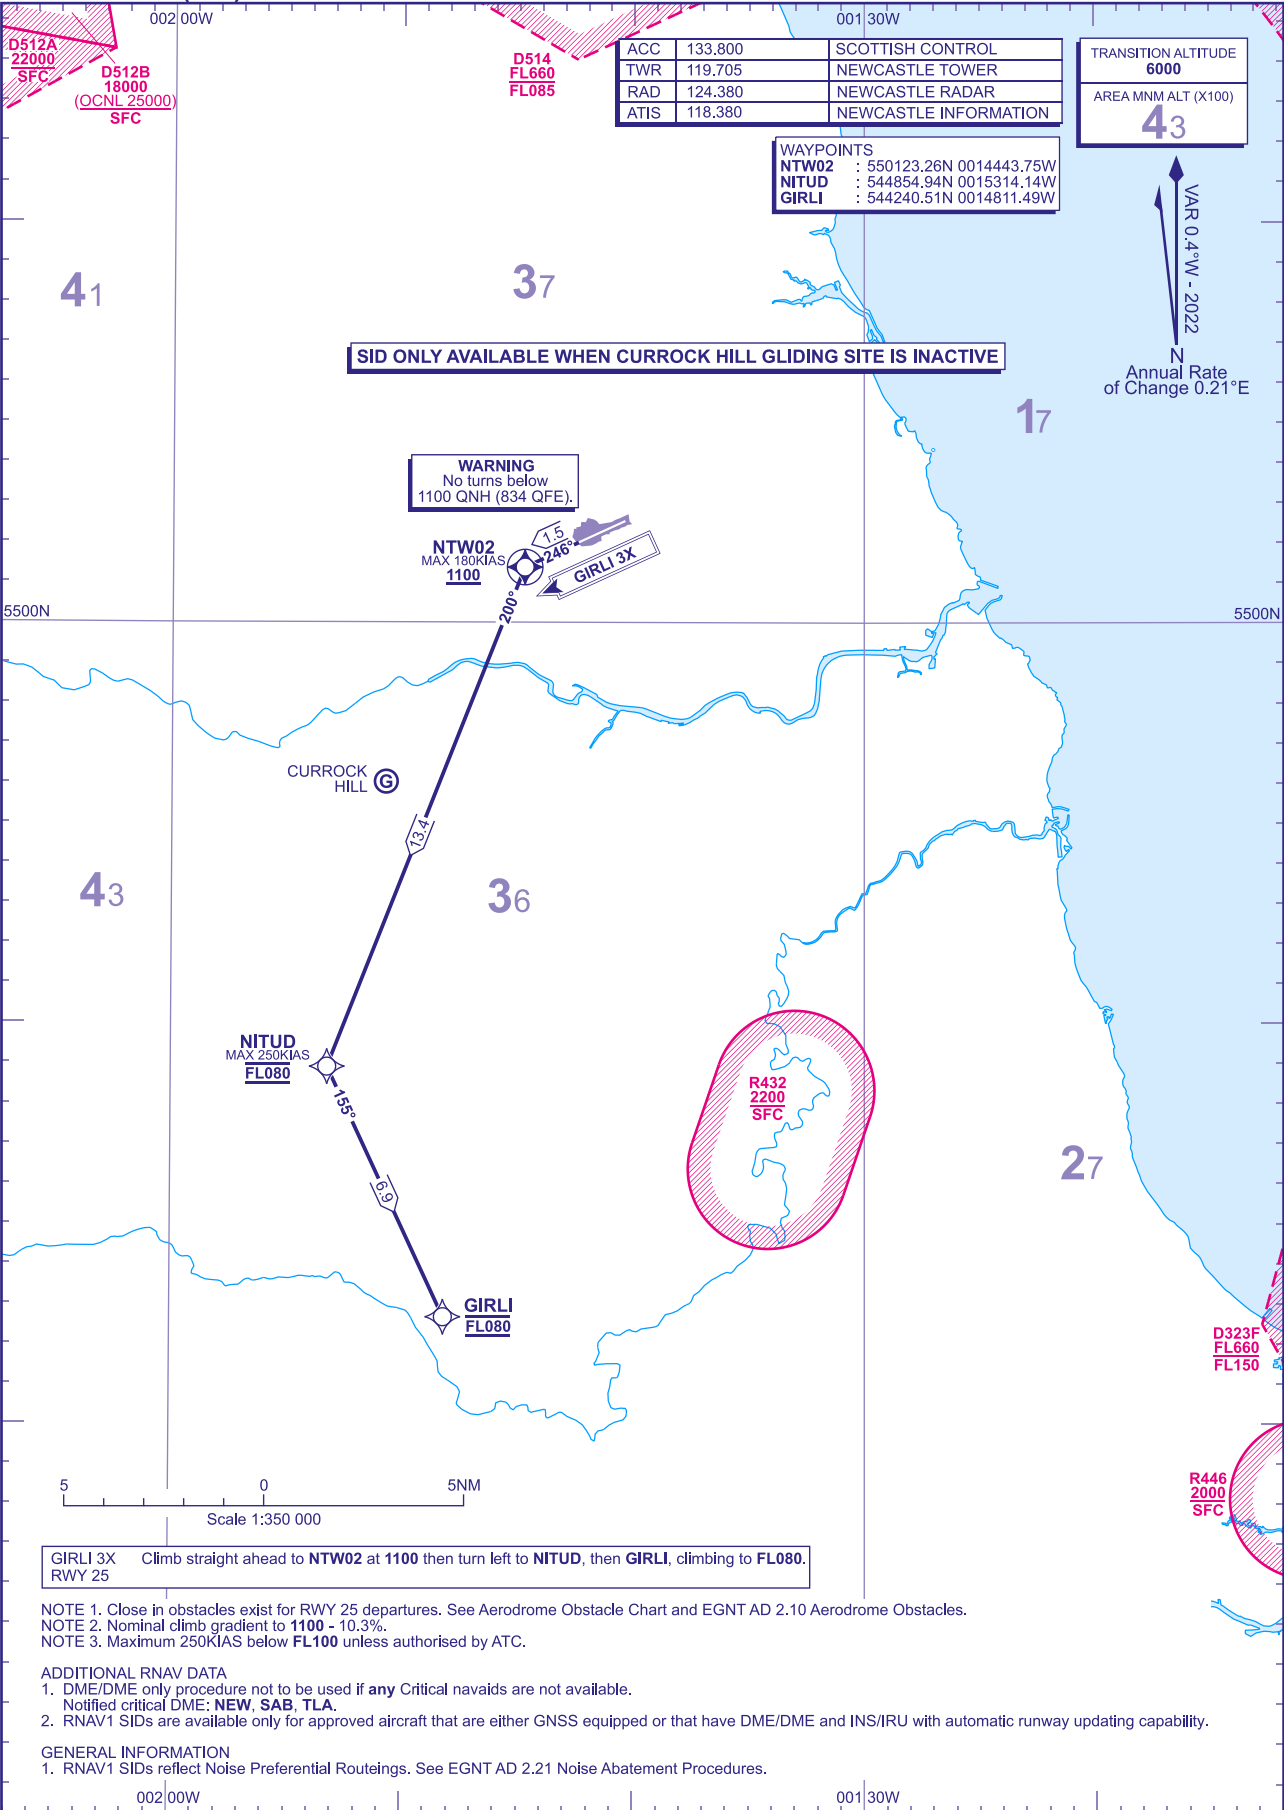 002 00W
001 30W
D512A
22000
SFC
D512B
18000
(OCNL 25000)
SFC
D514
FL660
FL085
ACC 133.800 SCOTTISH CONTROL
TWR 119.705 NEWCASTLE TOWER
RAD 124.380 NEWCASTLE RADAR
ATIS 118.380 NEWCASTLE INFORMATION
TRANSITION ALTITUDE
6000
AREA MNM ALT (X100)
43
WAYPOINTS
NTW02 : 550123.26N 0014443.75W
NITUD : 544854.94N 0015314.14W
GIRLI : 544240.51N 0014811.49W
VAR 0.4°W - 2022
N
Annual Rate
of Change 0.21°E
41
37
SID ONLY AVAILABLE WHEN CURROCK HILL GLIDING SITE IS INACTIVE
17
WARNING
No turns below
1100 QNH (834 QFE).
NTW02
MAX 180KIAS
1100
1.5
246°
GIRLI 3X
200°
5500N
5500N
CURROCK
HILL
G
13.4
43
36
NITUD
MAX 250KIAS
FL080
155°
R432
2200
SFC
27
6.9
GIRLI
FL080
D323F
FL660
FL150
R446
2000
SFC
5 0 5NM
Scale 1:350 000
GIRLI 3X Climb straight ahead to NTW02 at 1100 then turn left to NITUD, then GIRLI, climbing to FL080.
RWY 25
NOTE 1. Close in obstacles exist for RWY 25 departures. See Aerodrome Obstacle Chart and EGNT AD 2.10 Aerodrome Obstacles.
NOTE 2. Nominal climb gradient to 1100 - 10.3%.
NOTE 3. Maximum 250KIAS below FL100 unless authorised by ATC.
ADDITIONAL RNAV DATA
1. DME/DME only procedure not to be used if any Critical navaids are not available.
Notified critical DME: NEW, SAB, TLA.
2. RNAV1 SIDs are available only for approved aircraft that are either GNSS equipped or that have DME/DME and INS/IRU with automatic runway updating capability.
GENERAL INFORMATION
1. RNAV1 SIDs reflect Noise Preferential Routeings. See EGNT AD 2.21 Noise Abatement Procedures.
002 00W
001 30W